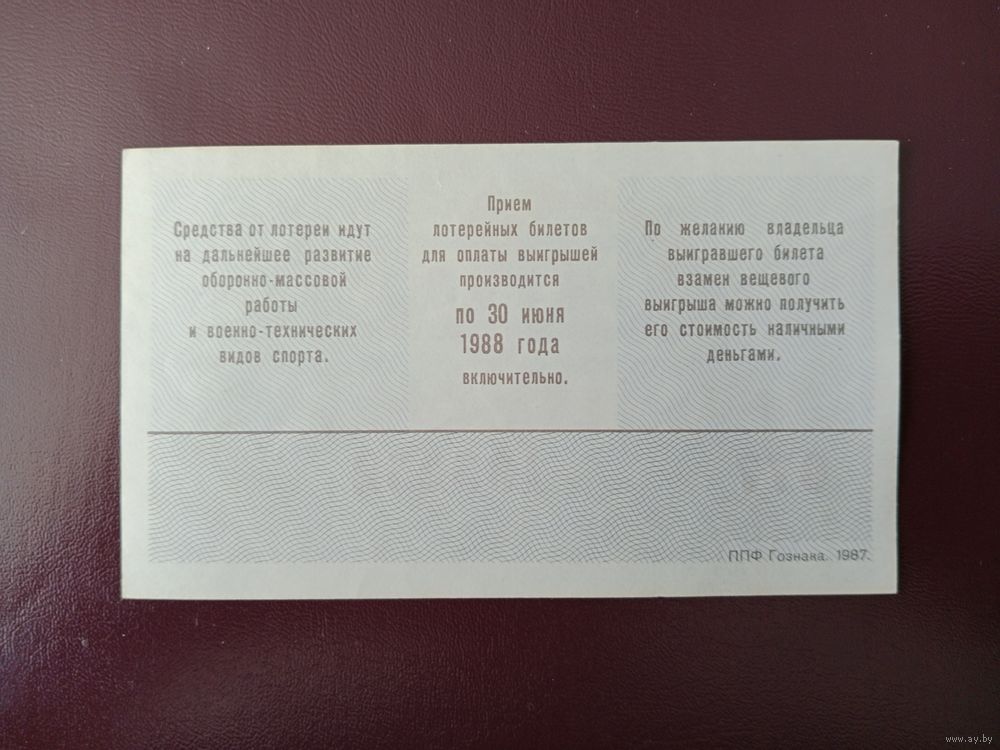 Средства от лотереи идут
на дальнейшее развитие
оборонно-массовой
работы
и военно-технических
видов спорта.
Прием
лотерейных билетов
для оплаты выигрышей
производится
по 30 июня
1988 года
включительно.
По желанию владельца
выигравшего билета
взамен вещевого
выигрыша можно получить
его стоимость наличными
деньгами.
ППФ Гознака. 1987.
www.ay.by